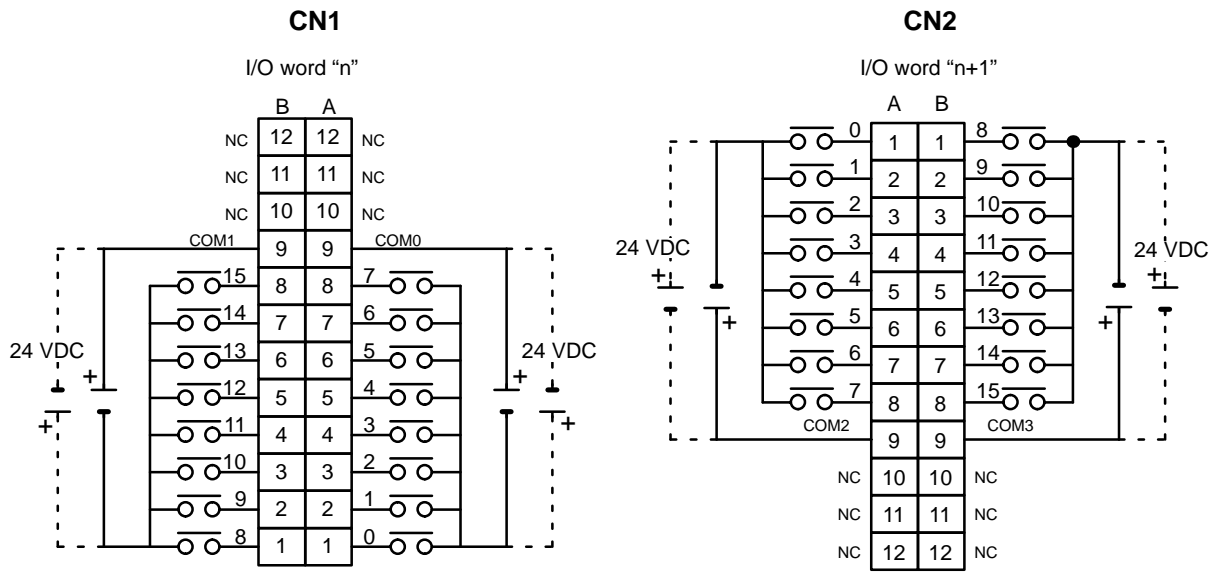 CN1
I/O word “n”
B A
NC 12 12 NC
NC 11 11 NC
NC 10 10 NC
COM1 9 9 COM0
15 8 8 7
14 7 7 6
13 6 6 5
12 5 5 4
11 4 4 3
10 3 3 2
9 2 2 1
8 1 1 0
24 VDC + + 24 VDC
+ +
CN2
I/O word “n+1”
A B
0 1 1 8
1 2 2 9
2 3 3 10
3 4 4 11
4 5 5 12
5 6 6 13
6 7 7 14
7 8 8 15
COM2 9 9 COM3
NC 10 10 NC
NC 11 11 NC
NC 12 12 NC
24 VDC 24 VDC
+ +
+ +